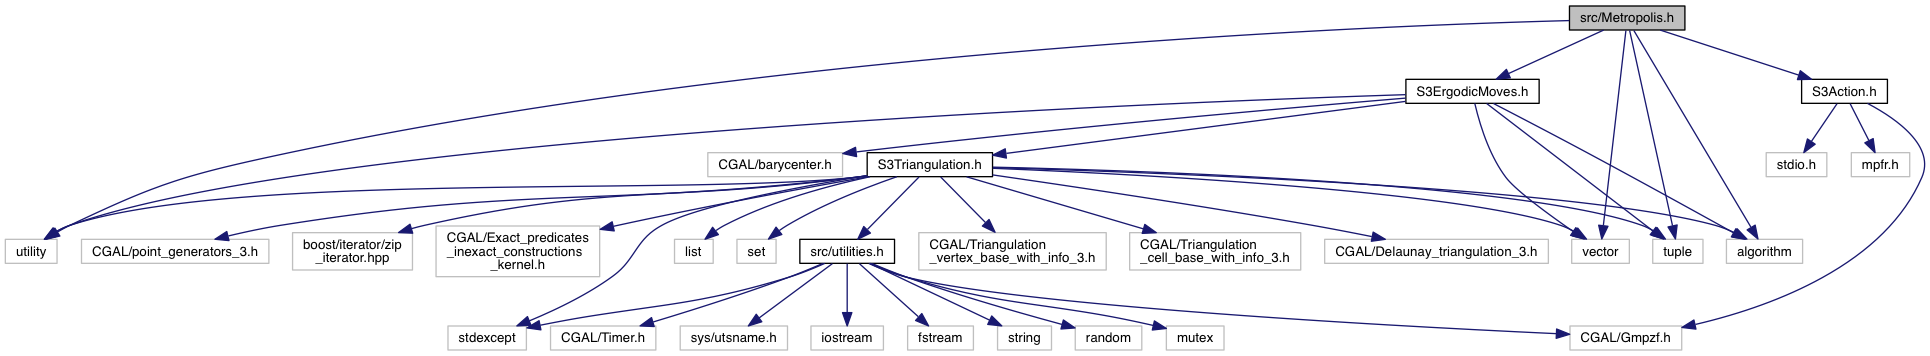 src/Metropolis.h
S3ErgodicMoves.h
S3Action.h
CGAL/barycenter.h
S3Triangulation.h
stdio.h
mpfr.h
utility
CGAL/point_generators_3.h
boost/iterator/zip
_iterator.hpp
CGAL/Exact_predicates
_inexact_constructions
_kernel.h
list
set
src/utilities.h
CGAL/Triangulation
_vertex_base_with_info_3.h
CGAL/Triangulation
_cell_base_with_info_3.h
CGAL/Delaunay_triangulation_3.h
vector
tuple
algorithm
stdexcept
CGAL/Timer.h
sys/utsname.h
iostream
fstream
string
random
mutex
CGAL/Gmpzf.h